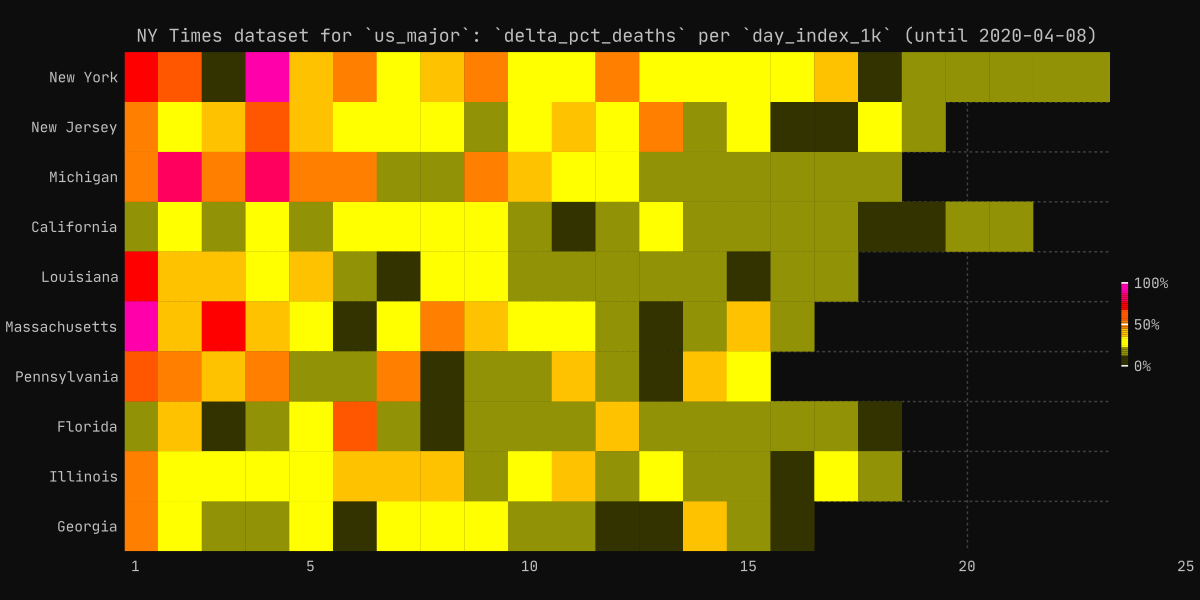 NY Times dataset for `us_major`: `delta_pct_deaths` per `day_index_1k` (until 2020-04-08)
New York
New Jersey
Michigan
California
Louisiana
Massachusetts
Pennsylvania
Florida
Illinois
Georgia
100%
50%
0%
1 5 10 15 20 25